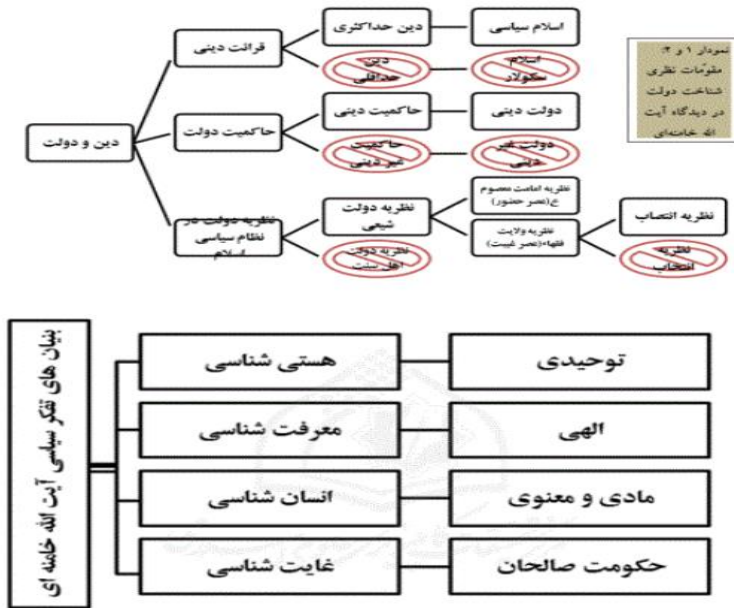 نمودار ۱ و ۲:
مقوّمات نظری
شناخت دولت
در دیدگاه آیت
الله خامنه‌ای
دین و دولت
قرائت دینی
دین حداکثری
اسلام سیاسی
دین
حداقلی
اسلام
سکولار
حاکمیت دولت
حاکمیت دینی
دولت دینی
حاکمیت
غیر دینی
دولت غیر
دینی
نظریه دولت در
نظام سیاسی
اسلام
نظریه دولت
شیعی
نظریه امامت معصوم
ع(عصر حضور)
نظریه ولایت
فقها»(عصر غیبت)
نظریه انتصاب
نظریه
انتخاب
نظریه دولت
اهل سنت
بنیان های تفکر سیاسی آیت الله خامنه ای
هستی شناسی
توحیدی
معرفت شناسی
الهی
انسان شناسی
مادی و معنوی
غایت شناسی
حکومت صالحان